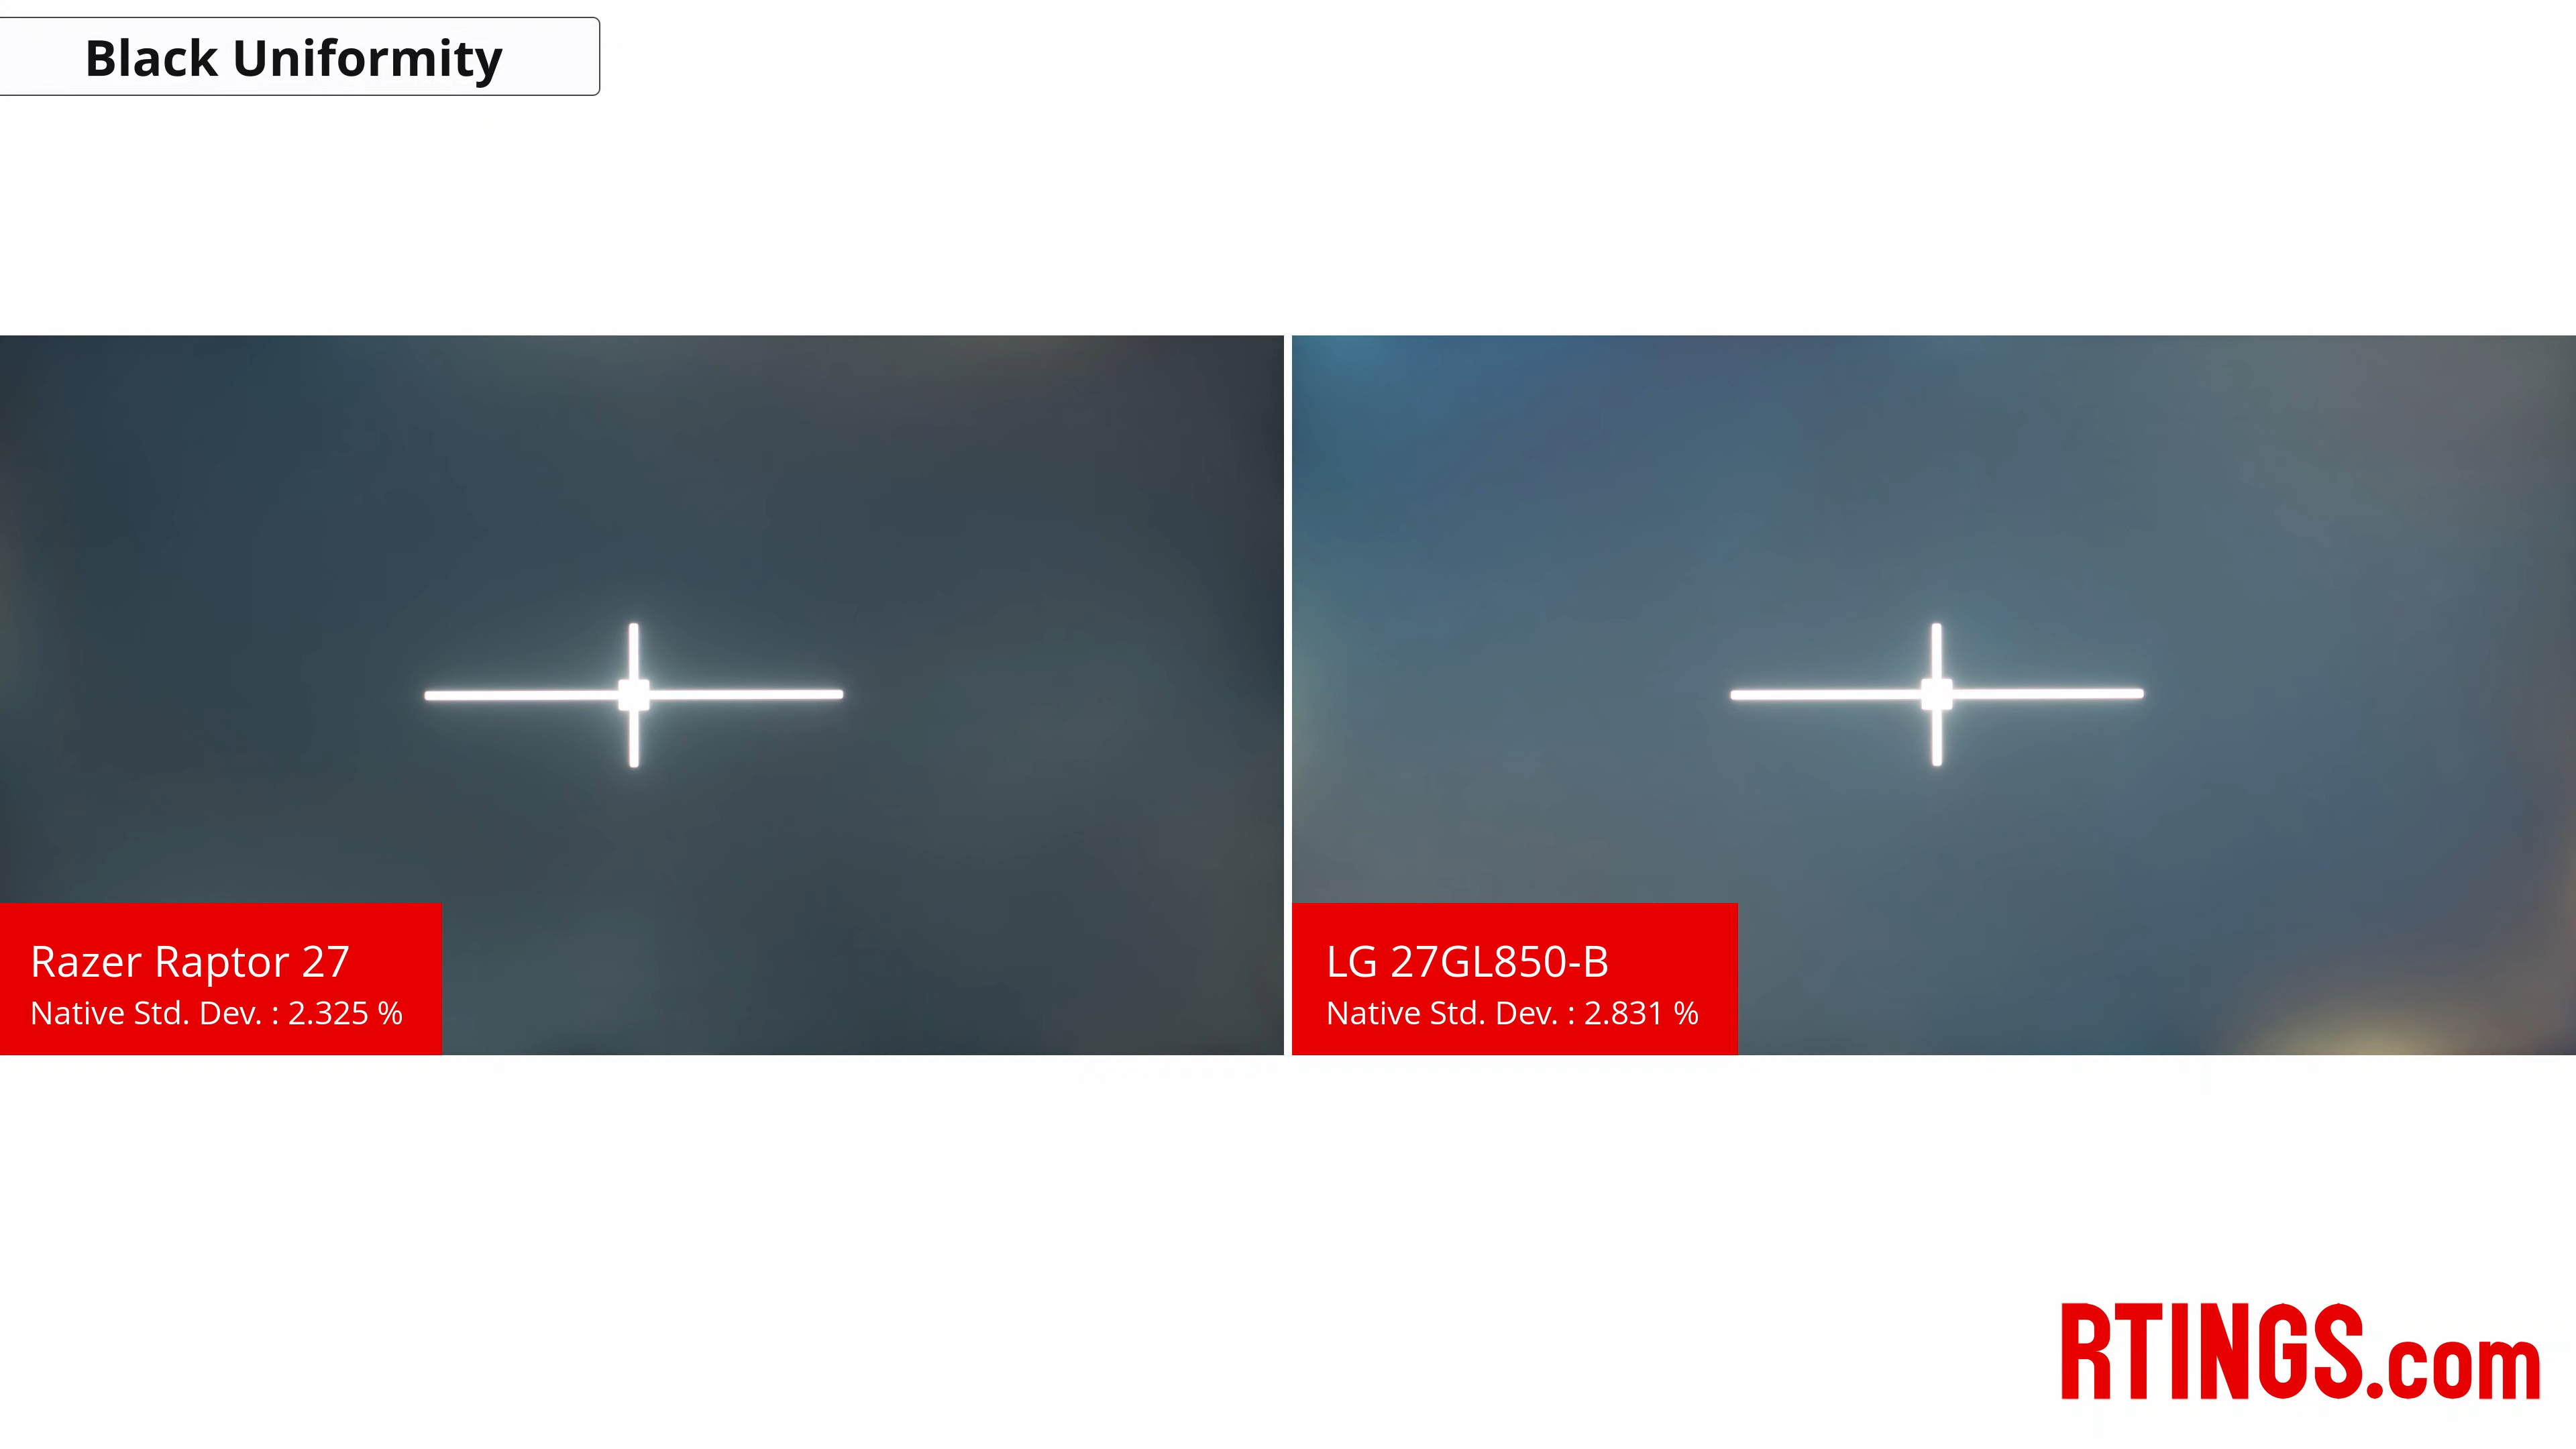 Black Uniformity
Razer Raptor 27
Native Std. Dev. : 2.325 %
LG 27GL850-B
Native Std. Dev. : 2.831 %
RTINGS.com